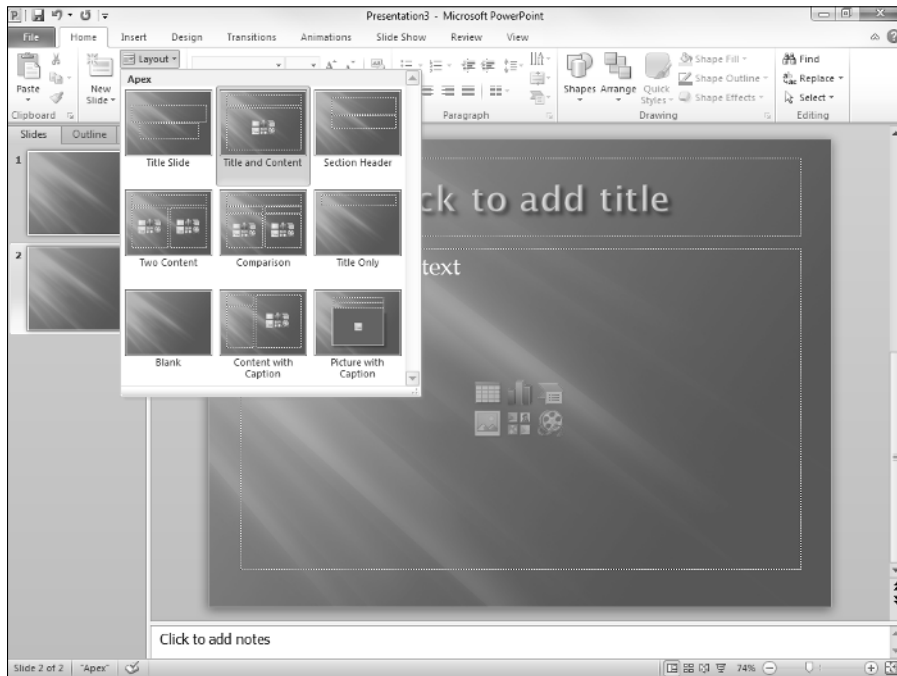 Presentation3 - Microsoft PowerPoint
File Home Insert Design Transitions Animations Slide Show Review View
Layout
Paste
New Slide
Clipboard
Apex
Title Slide
Title and Content
Section Header
Two Content
Comparison
Title Only
Blank
Content with Caption
Picture with Caption
Shapes Arrange Quick Styles
Shape Fill
Shape Outline
Shape Effects
Find
Replace
Select
Paragraph
Drawing
Editing
Slides Outline
1
2
ck to add title
text
Click to add notes
Slide 2 of 2 "Apex" 74%